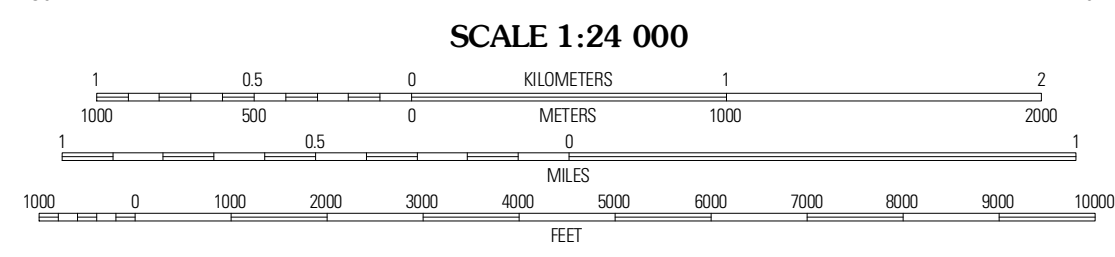 SCALE 1:24 000
1 0.5 0 KILOMETERS 1 2
1000 500 0 METERS 1000 2000
1 0.5 0 1
MILES
1000 0 1000 2000 3000 4000 5000 6000 7000 8000 9000 10000
FEET